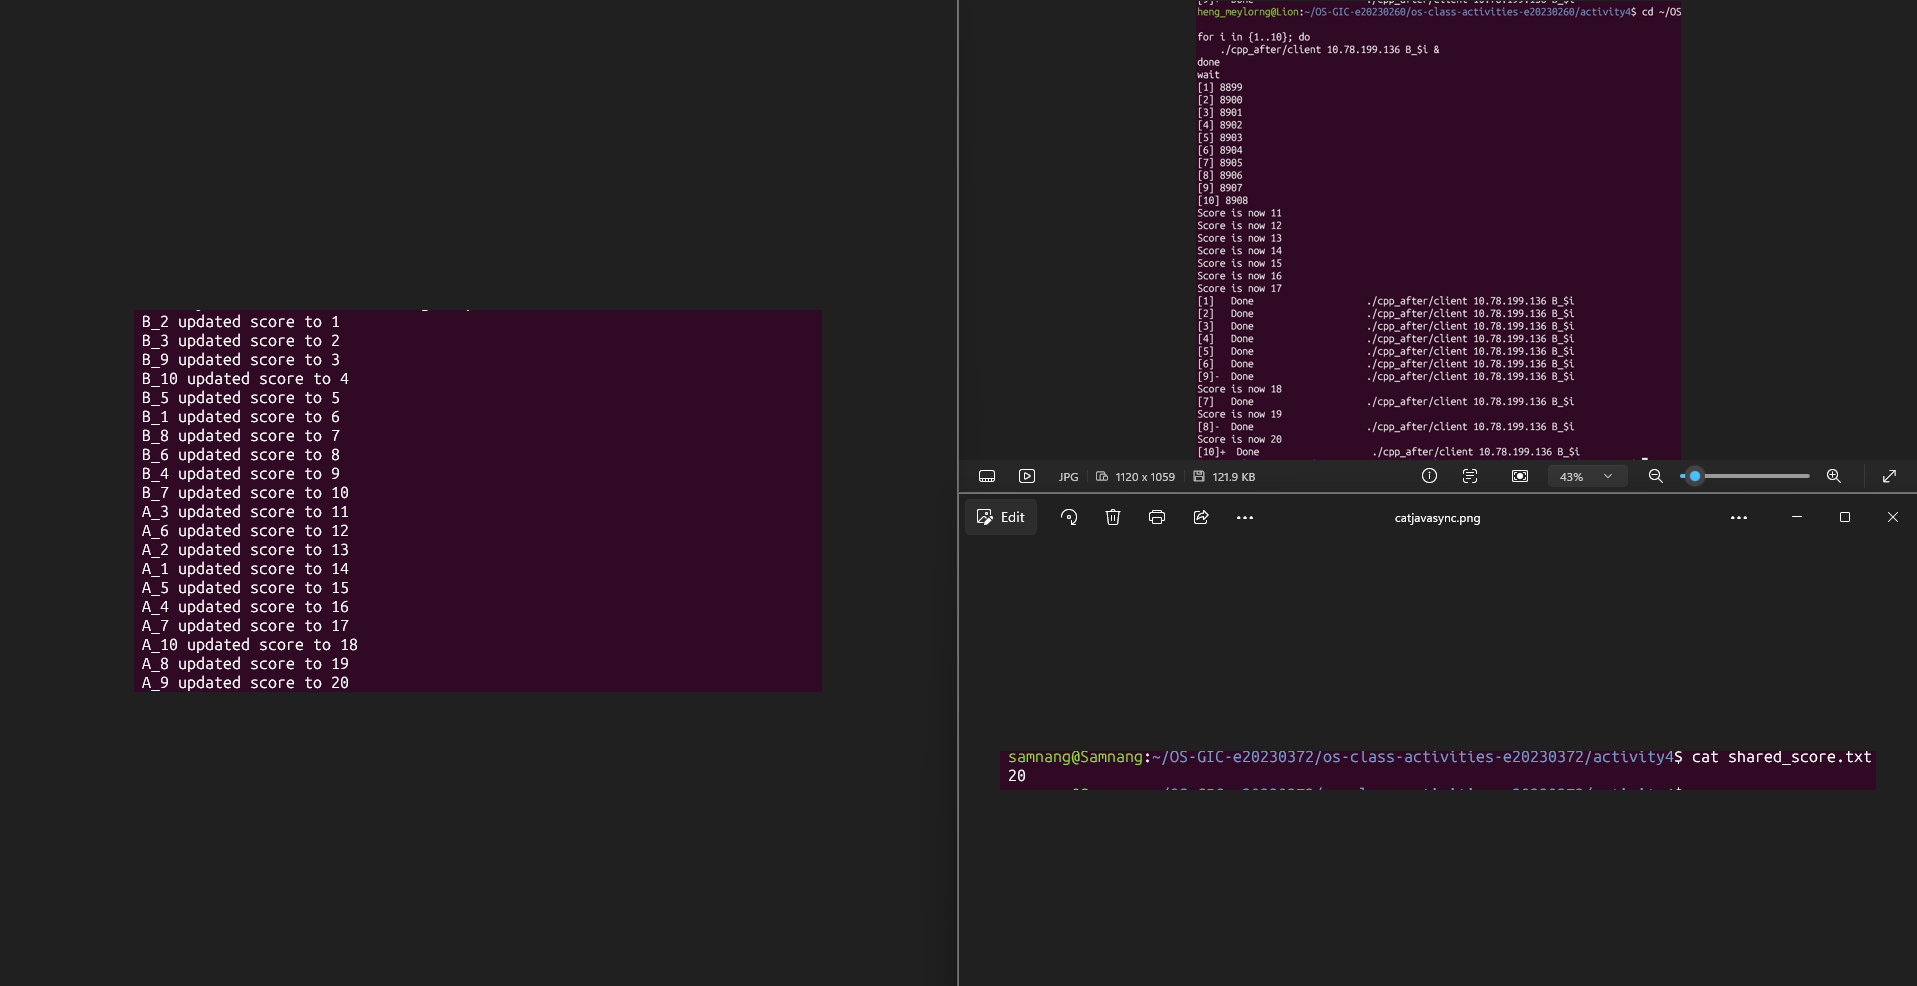 B_2 updated score to 1
B_3 updated score to 2
B_9 updated score to 3
B_10 updated score to 4
B_5 updated score to 5
B_1 updated score to 6
B_8 updated score to 7
B_6 updated score to 8
B_4 updated score to 9
B_7 updated score to 10
A_3 updated score to 11
A_6 updated score to 12
A_2 updated score to 13
A_1 updated score to 14
A_5 updated score to 15
A_4 updated score to 16
A_7 updated score to 17
A_10 updated score to 18
A_8 updated score to 19
A_9 updated score to 20
heng_meylorng@Lion:~/OS-GIC-e20230260/os-class-activities-e20230260/activity4$ cd ~/OS
for i in {1..10}; do
./cpp_after/client 10.78.199.136 B_$i &
done
wait
[1] 8899
[2] 8900
[3] 8901
[4] 8902
[5] 8903
[6] 8904
[7] 8905
[8] 8906
[9] 8907
[10] 8908
Score is now 11
Score is now 12
Score is now 13
Score is now 14
Score is now 15
Score is now 16
Score is now 17
[1] Done ./cpp_after/client 10.78.199.136 B_$i
[2] Done ./cpp_after/client 10.78.199.136 B_$i
[3] Done ./cpp_after/client 10.78.199.136 B_$i
[4] Done ./cpp_after/client 10.78.199.136 B_$i
[5] Done ./cpp_after/client 10.78.199.136 B_$i
[6] Done ./cpp_after/client 10.78.199.136 B_$i
[9]- Done ./cpp_after/client 10.78.199.136 B_$i
Score is now 18
[7] Done ./cpp_after/client 10.78.199.136 B_$i
Score is now 19
[8]- Done ./cpp_after/client 10.78.199.136 B_$i
Score is now 20
[10]+ Done ./cpp_after/client 10.78.199.136 B_$i
JPG 1120 x 1059 121.9 KB 43%
Edit catjavasync.png
samnang@Samnang:~/OS-GIC-e20230372/os-class-activities-e20230372/activity4$ cat shared_score.txt
20